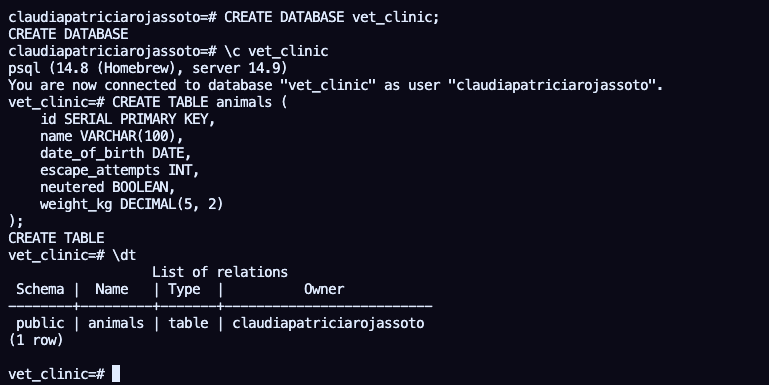 claudiapatriciarojassoto=# CREATE DATABASE vet_clinic;
CREATE DATABASE
claudiapatriciarojassoto=# \c vet_clinic
psql (14.8 (Homebrew), server 14.9)
You are now connected to database "vet_clinic" as user "claudiapatriciarojassoto".
vet_clinic=# CREATE TABLE animals (
    id SERIAL PRIMARY KEY,
    name VARCHAR(100),
    date_of_birth DATE,
    escape_attempts INT,
    neutered BOOLEAN,
    weight_kg DECIMAL(5, 2)
);
CREATE TABLE
vet_clinic=# \dt
                  List of relations
 Schema |  Name   | Type  |          Owner
--------+---------+-------+--------------------------
 public | animals | table | claudiapatriciarojassoto
(1 row)

vet_clinic=#